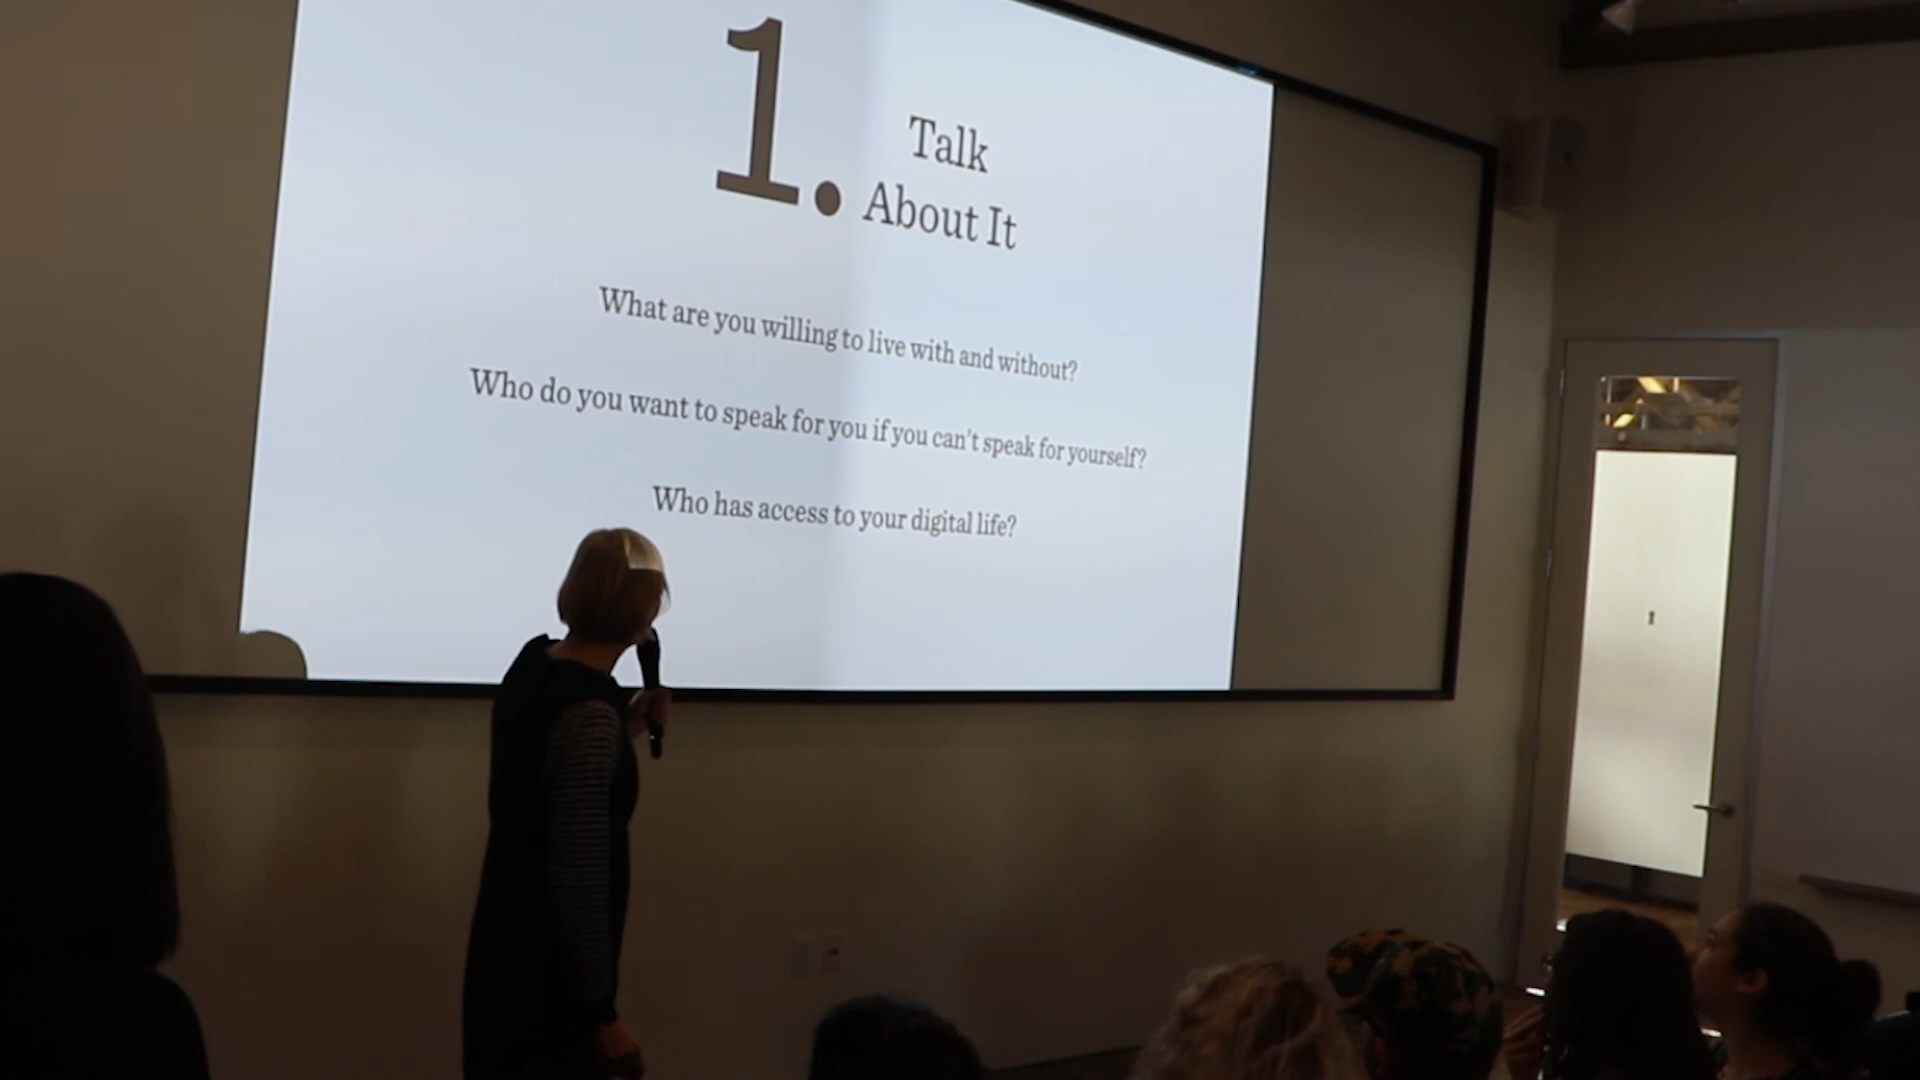 1.
Talk
About It
What are you willing to live with and without?
Who do you want to speak for you if you can't speak for yourself?
Who has access to your digital life?